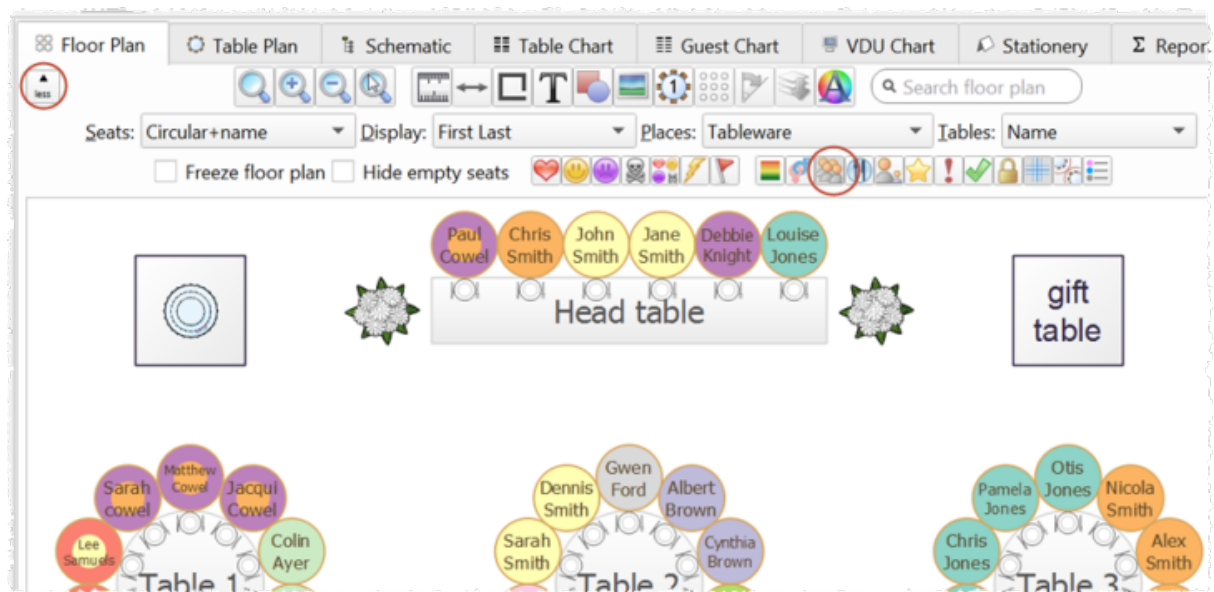 Floor Plan
Table Plan
Schematic
Table Chart
Guest Chart
VDU Chart
Stationery
Σ Repor
less
T
1
A
Search floor plan
Seats: Circular+name
Display: First Last
Places: Tableware
Tables: Name
Freeze floor plan
Hide empty seats
Paul
Cowel
Chris
Smith
John
Smith
Jane
Smith
Debbie
Knight
Louise
Jones
Head table
gift
table
Matthew
Cowel
Sarah
cowel
Jacqui
Cowel
Lee
Samuels
Colin
Ayer
Table 1
Gwen
Ford
Dennis
Smith
Albert
Brown
Sarah
Smith
Cynthia
Brown
Table 2
Otis
Jones
Pamela
Jones
Nicola
Smith
Chris
Jones
Alex
Smith
Table 3